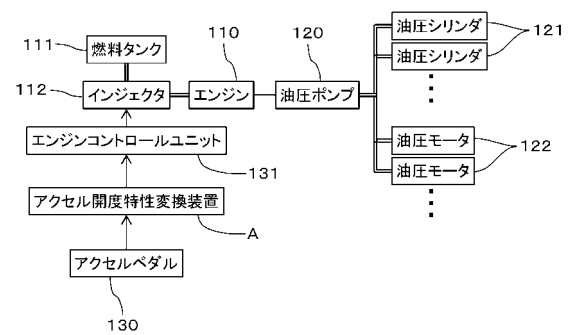 111
燃料タンク
110
120
油圧シリンダ
121
油圧シリンダ
112
インジェクタ
エンジン
油圧ポンプ
エンジンコントロールユニット
131
油圧モータ
122
油圧モータ
アクセル開度特性変換装置
A
アクセルペダル
130